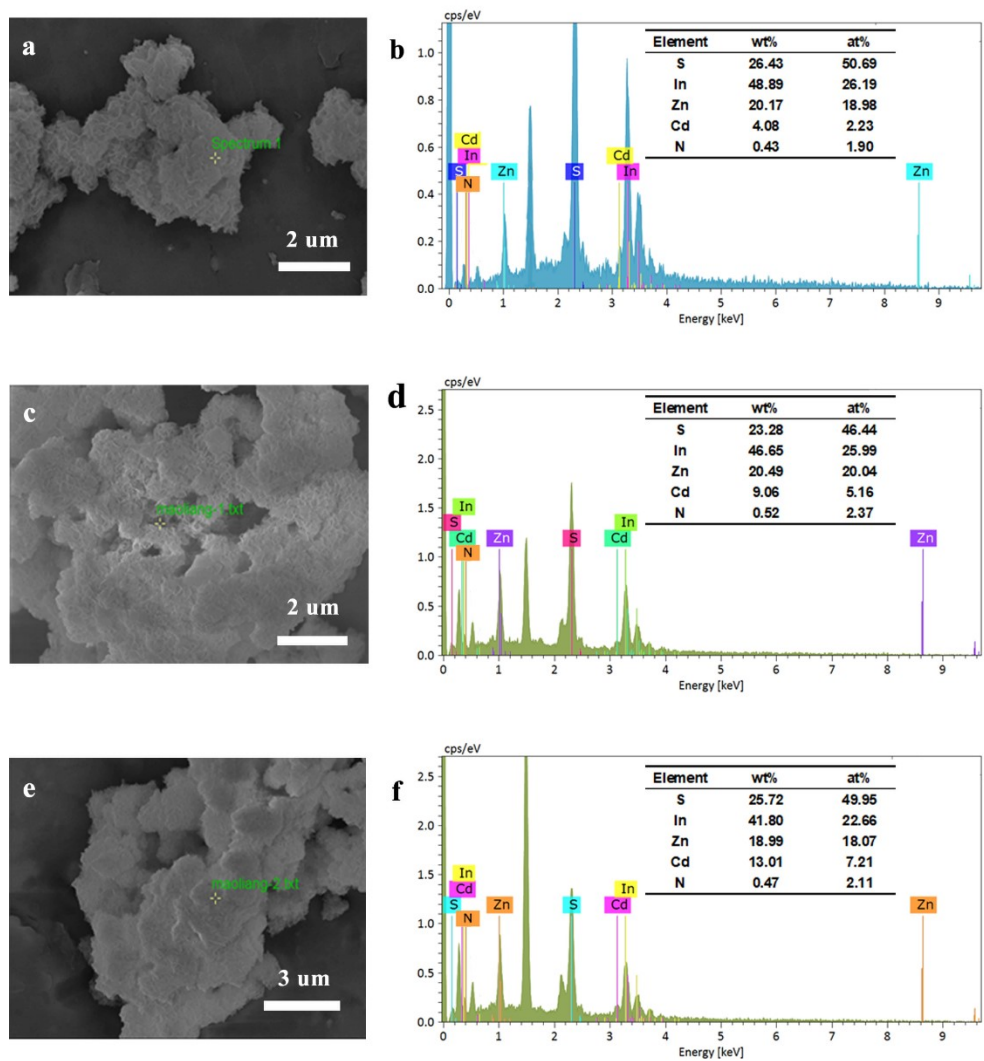 a
Spectrum 1
2 um
b
cps/eV
1.0
0.8
0.6
0.4
0.2
0.0
Element wt% at%
S 26.43 50.69
In 48.89 26.19
Zn 20.17 18.98
Cd 4.08 2.23
N 0.43 1.90
Cd Cd
In In
S N Zn S Zn
0 1 2 3 4 5 6 7 8 9
Energy [keV]
c
maoliang-1.txt
2 um
d
cps/eV
2.5
2.0
1.5
1.0
0.5
0.0
Element wt% at%
S 23.28 46.44
In 46.65 25.99
Zn 20.49 20.04
Cd 9.06 5.16
N 0.52 2.37
In In
S Cd N Zn S Cd Zn
0 1 2 3 4 5 6 7 8 9
Energy [keV]
e
maoliang-2.txt
3 um
f
cps/eV
2.5
2.0
1.5
1.0
0.5
0.0
Element wt% at%
S 25.72 49.95
In 41.80 22.66
Zn 18.99 18.07
Cd 13.01 7.21
N 0.47 2.11
In In
Cd
S N Zn S Cd Zn
0 1 2 3 4 5 6 7 8 9
Energy [keV]